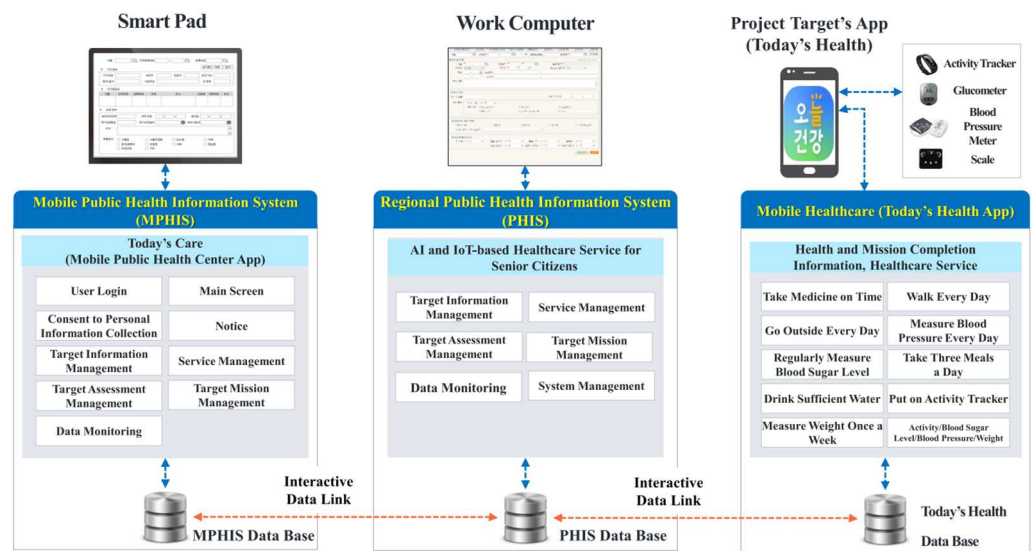 Smart Pad
Work Computer
Project Target's App
(Today's Health)
오늘
건강
Activity Tracker
Glucometer
Blood
Pressure
Meter
Scale
Mobile Public Health Information System
(MPHIS)
Today's Care
(Mobile Public Health Center App)
User Login
Main Screen
Consent to Personal
Information Collection
Notice
Target Information
Management
Service Management
Target Assessment
Management
Target Mission
Management
Data Monitoring
Regional Public Health Information System
(PHIS)
AI and IoT-based Healthcare Service for
Senior Citizens
Target Information
Management
Service Management
Target Assessment
Management
Target Mission
Management
Data Monitoring
System Management
Mobile Healthcare (Today's Health App)
Health and Mission Completion
Information, Healthcare Service
Take Medicine on Time
Walk Every Day
Go Outside Every Day
Measure Blood
Pressure Every Day
Regularly Measure
Blood Sugar Level
Take Three Meals
a Day
Drink Sufficient Water
Put on Activity Tracker
Measure Weight Once a
Week
Activity/Blood Sugar
Level/Blood Pressure/Weight
Interactive
Data Link
Interactive
Data Link
MPHIS Data Base
PHIS Data Base
Today's Health
Data Base